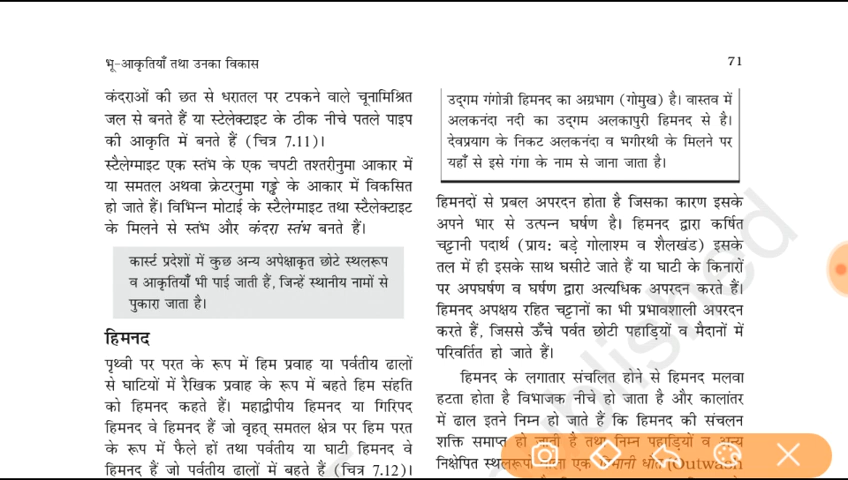 भू-आकृतियाँ तथा उनका विकास
71
कंदराओं की छत से धरातल पर टपकने वाले चूनामिश्रित
जल से बनते हैं या स्टेलेक्टाइट के ठीक नीचे पतले पाइप
की आकृति में बनते हैं (चित्र 7.11)।
स्टैलेग्माइट एक स्तंभ के एक चपटी तश्तरीनुमा आकार में
या समतल अथवा क्रेटरनुमा गड्ढे के आकार में विकसित
हो जाते हैं। विभिन्न मोटाई के स्टैलेग्माइट तथा स्टैलेक्टाइट
के मिलने से स्तंभ और कंदरा स्तंभ बनते हैं।
कार्स्ट प्रदेशों में कुछ अन्य अपेक्षाकृत छोटे स्थलरूप
व आकृतियाँ भी पाई जाती हैं, जिन्हें स्थानीय नामों से
पुकारा जाता है।
हिमनद
पृथ्वी पर परत के रूप में हिम प्रवाह या पर्वतीय ढालों
से घाटियों में रैखिक प्रवाह के रूप में बहते हिम संहति
को हिमनद कहते हैं। महाद्वीपीय हिमनद या गिरिपद
हिमनद वे हिमनद हैं जो वृहत् समतल क्षेत्र पर हिम परत
के रूप में फैले हों तथा पर्वतीय या घाटी हिमनद वे
हिमनद हैं जो पर्वतीय ढालों में बहते हैं (चित्र 7.12)।
उद्गम गंगोत्री हिमनद का अग्रभाग (गोमुख) है। वास्तव में
अलकनंदा नदी का उद्गम अलकापुरी हिमनद से है।
देवप्रयाग के निकट अलकनंदा व भगीरथी के मिलने पर
यहाँ से इसे गंगा के नाम से जाना जाता है।
हिमनदों से प्रबल अपरदन होता है जिसका कारण इसके
अपने भार से उत्पन्न घर्षण है। हिमनद द्वारा कर्षित
चट्टानी पदार्थ (प्राय: बड़े गोलाश्म व शैलखंड) इसके
तल में ही इसके साथ घसीटे जाते हैं या घाटी के किनारों
पर अपघर्षण व घर्षण द्वारा अत्यधिक अपरदन करते हैं।
हिमनद अपक्षय रहित चट्टानों का भी प्रभावशाली अपरदन
करते हैं, जिससे ऊँचे पर्वत छोटी पहाड़ियों व मैदानों में
परिवर्तित हो जाते हैं।
हिमनद के लगातार संचलित होने से हिमनद मलवा
हटता होता है विभाजक नीचे हो जाता है और कालांतर
में ढाल इतने निम्न हो जाते हैं कि हिमनद की संचलन
शक्ति समाप्त हो जाती है तथा निम्न पहाड़ियों व अन्य
निक्षेपित स्थलरूपों वाला एक हिमानी धौत (Outwash